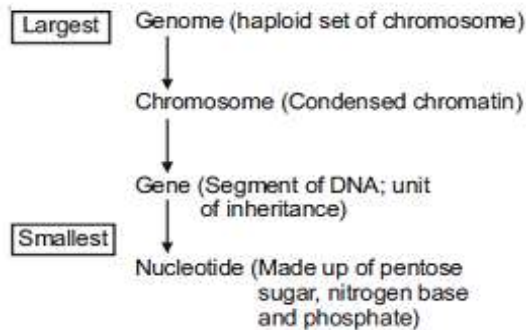 Largest
Genome (haploid set of chromosome)
Chromosome (Condensed chromatin)
Gene (Segment of DNA; unit
of inheritance)
Smallest
Nucleotide (Made up of pentose
sugar, nitrogen base
and phosphate)